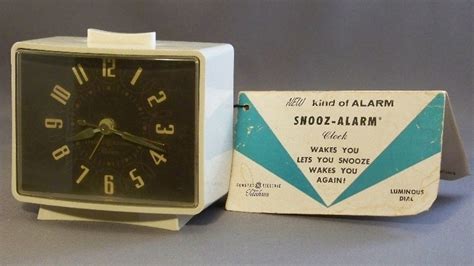 12
1
2
3
4
5
6
7
8
9
10
11
NEW kind of ALARM
SNOOZ-ALARM®
Clock
WAKES YOU
LETS YOU SNOOZE
WAKES YOU
AGAIN!
GENERAL ELECTRIC
Telechron
LUMINOUS
DIAL